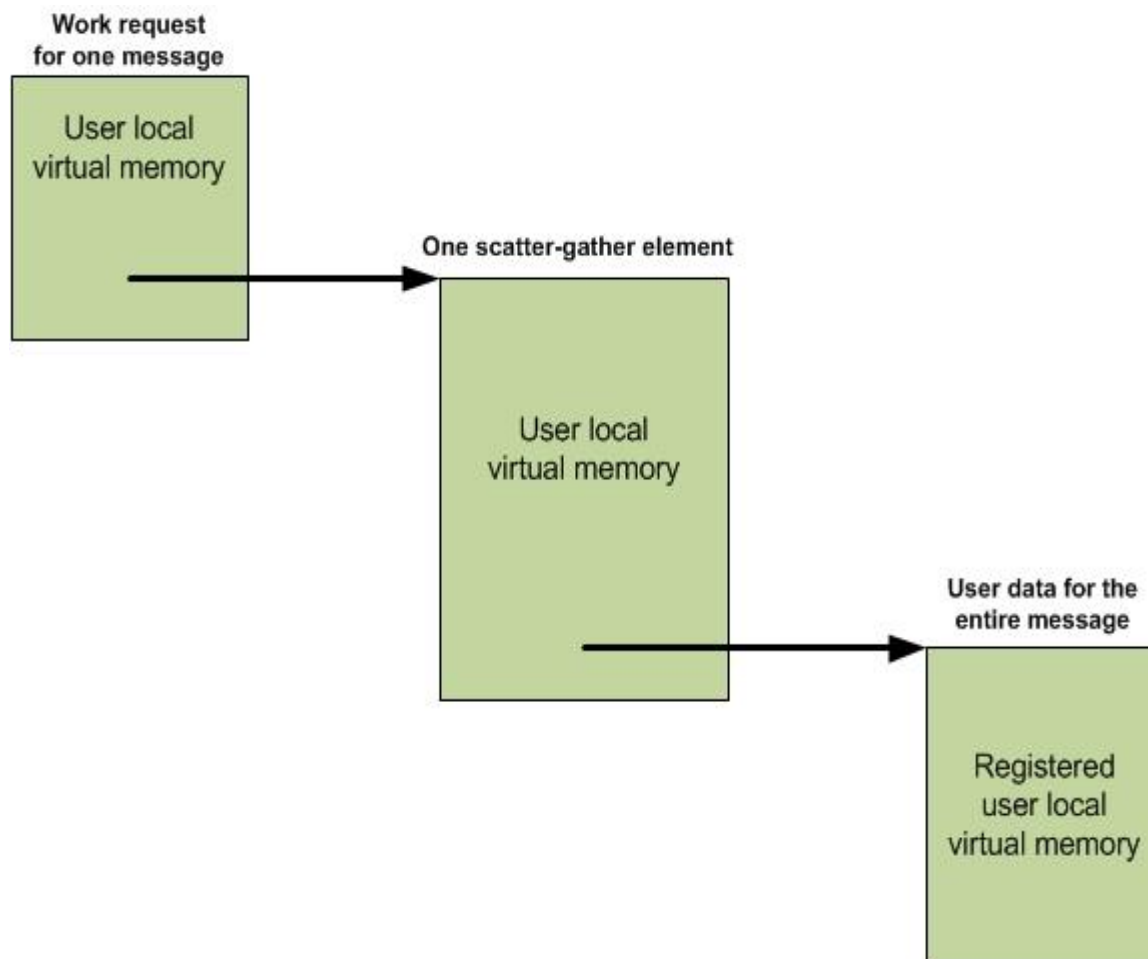 Work request
for one message
User local
virtual memory
One scatter-gather element
User local
virtual memory
User data for the
entire message
Registered
user local
virtual memory